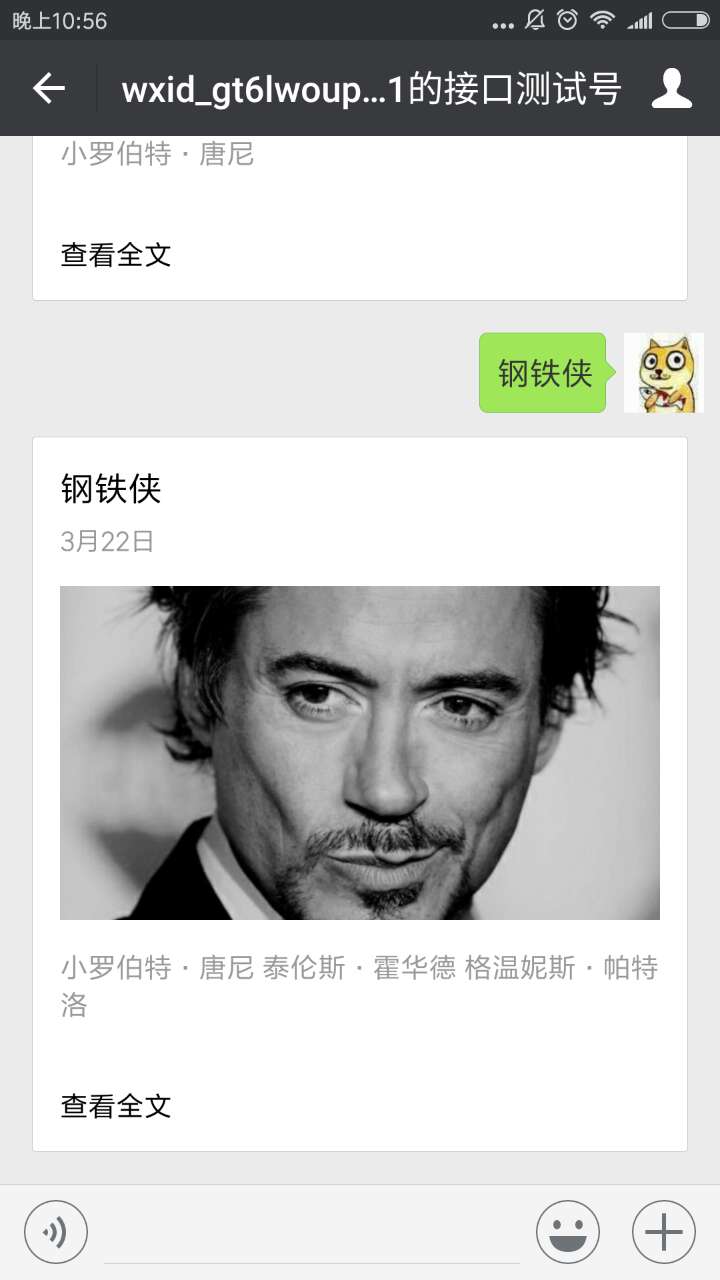 晚上10:56
wxid_gt6lwoup...1的接口测试号
小罗伯特·唐尼
查看全文
钢铁侠
钢铁侠
3月22日
小罗伯特·唐尼 泰伦斯·霍华德 格温妮斯·帕特
洛
查看全文